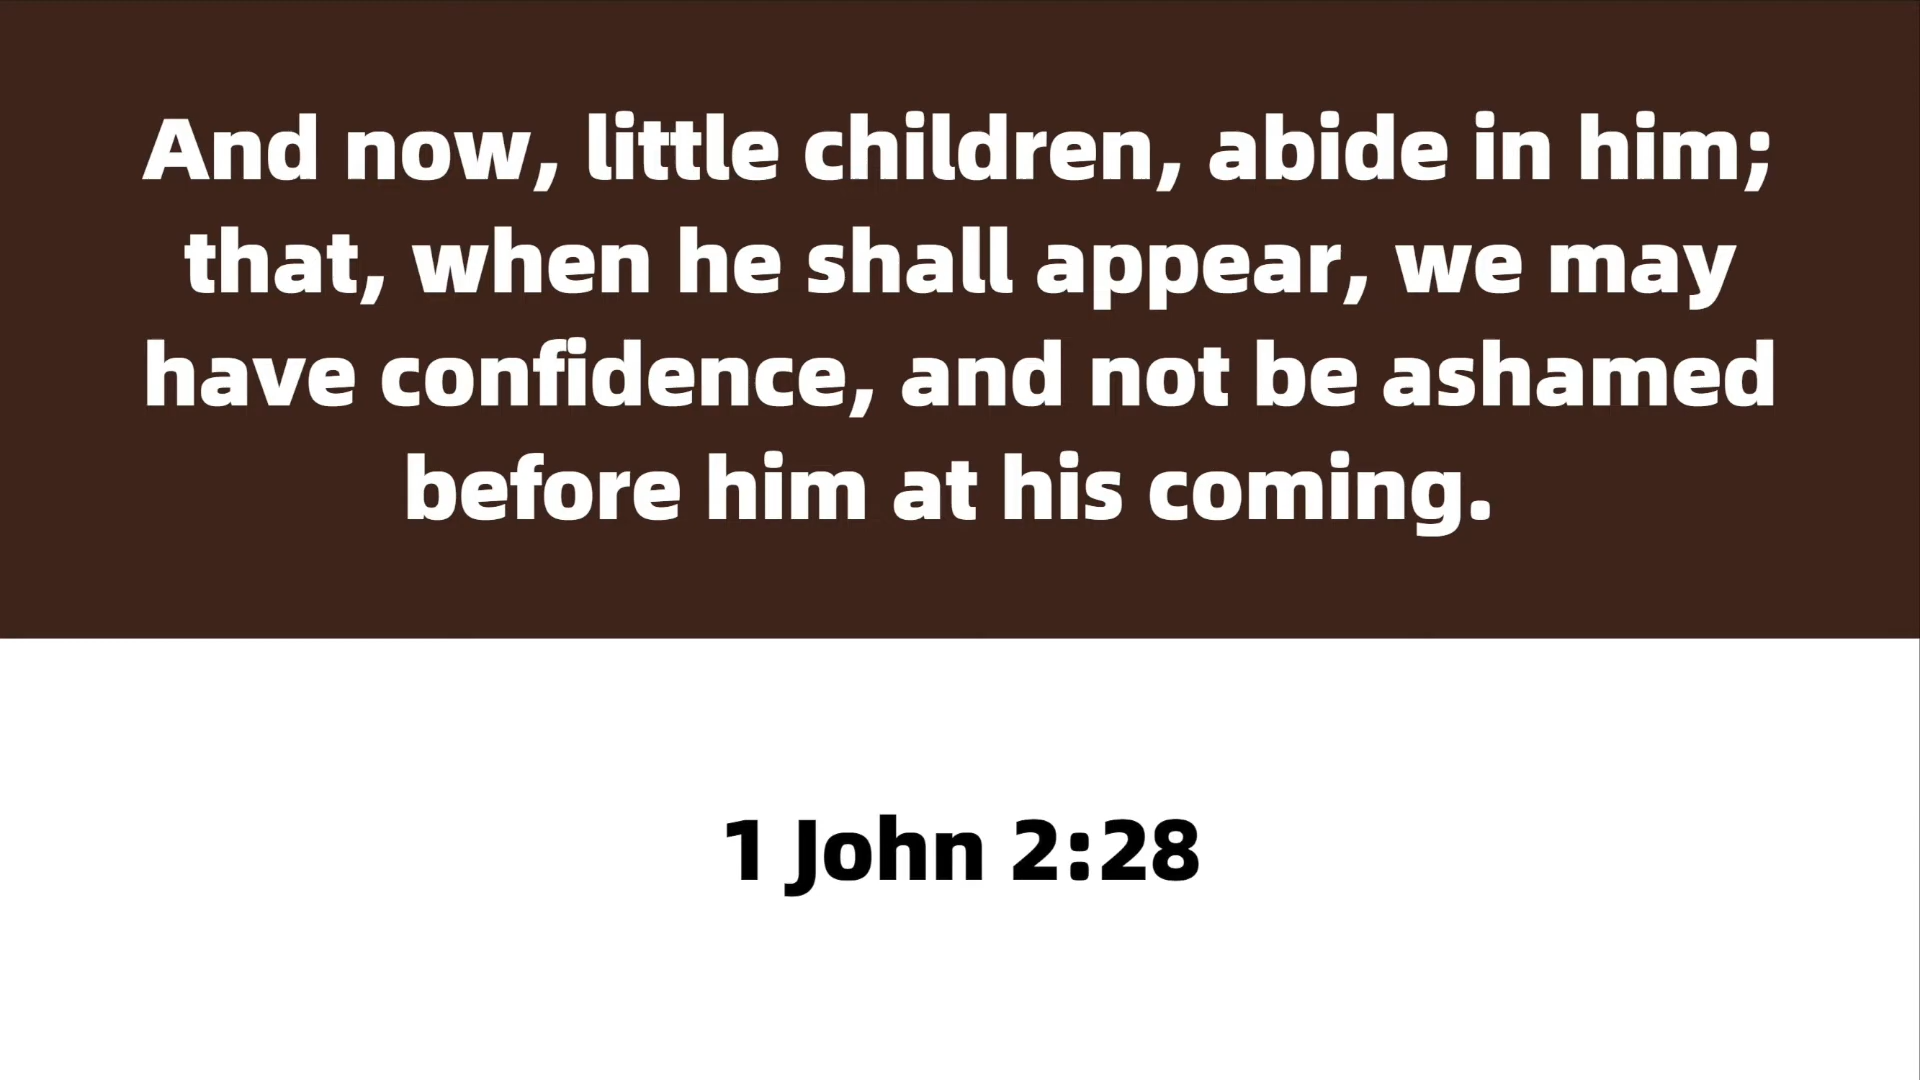 And now, little children, abide in him;
that, when he shall appear, we may
have confidence, and not be ashamed
before him at his coming.
1 John 2:28